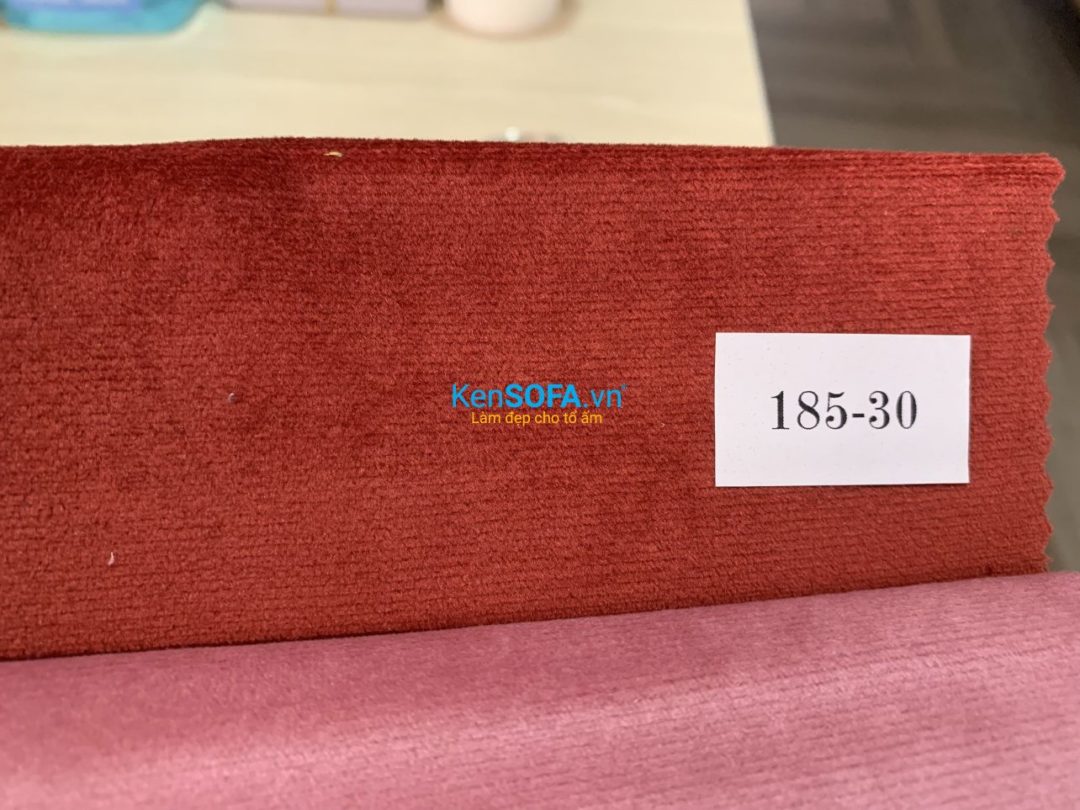 KenSOFA.vn
Làm đẹp cho tổ ấm
185-30